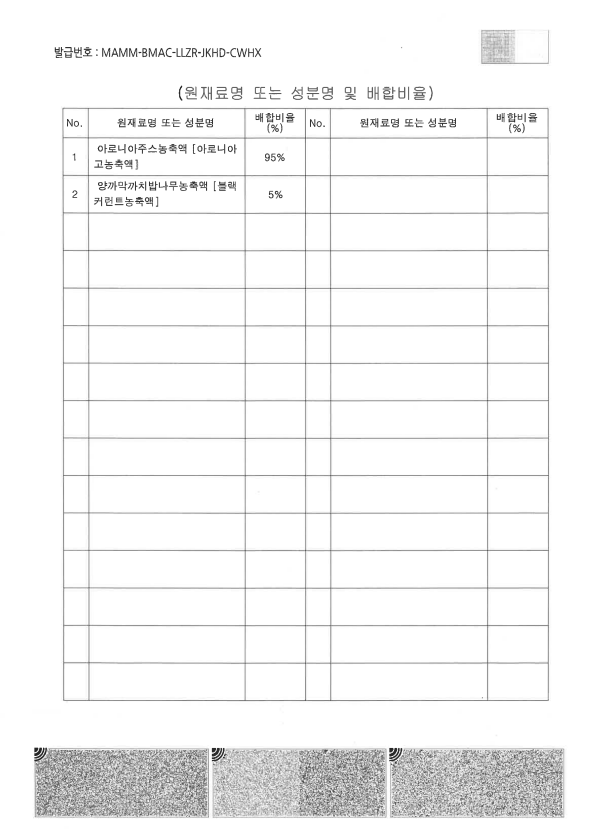 발급번호 : MAMM-BMAC-LLZR-JKHD-CWHX
(원재료명 또는 성분명 및 배합비율)
No. 원재료명 또는 성분명 배합비율 (%) No. 원재료명 또는 성분명 배합비율 (%)
1 아로니아주스농축액 [아로니아 95%
고농축액]
2 양까막까치밥나무농축액 [블랙 5%
커런트농축액]